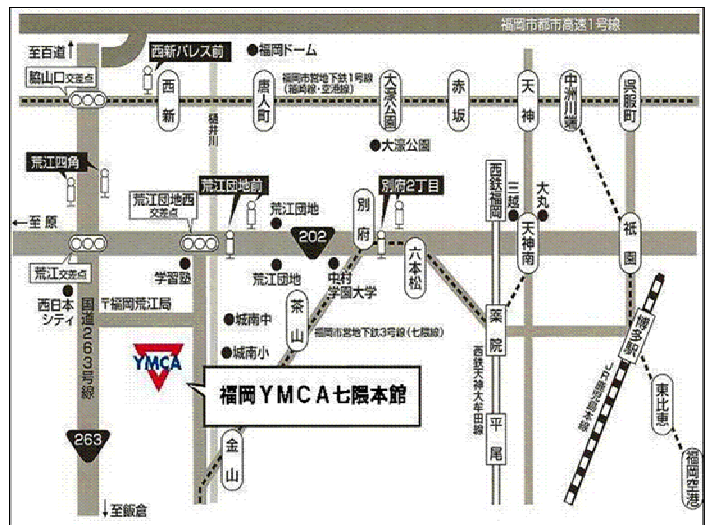 福岡市都市高速1号線
至百道
西新パレス前
福岡ドーム
脇山口交差点
西新
唐人町
福岡市営地下鉄1号線
(箱崎線・空港線)
大濠公園
赤坂
天神
中洲川端
呉服町
樋井川
大濠公園
荒江四角
荒江団地西
交差点
荒江団地前
荒江団地
別府
別府2丁目
西鉄福岡
三越
大丸
天神南
祇園
至原
202
六本松
荒江交差点
学習塾
荒江団地
中村
学園大学
西日本
シティ
国道263号線
〒福岡荒江局
城南中
茶山
福岡市営地下鉄3号線(七隈線)
薬院
博多駅
城南小
YMCA
福岡YMCA七隈本館
西鉄天神大牟田線
JR鹿児島本線
東比恵
263
金山
平尾
福岡空港
至飯倉